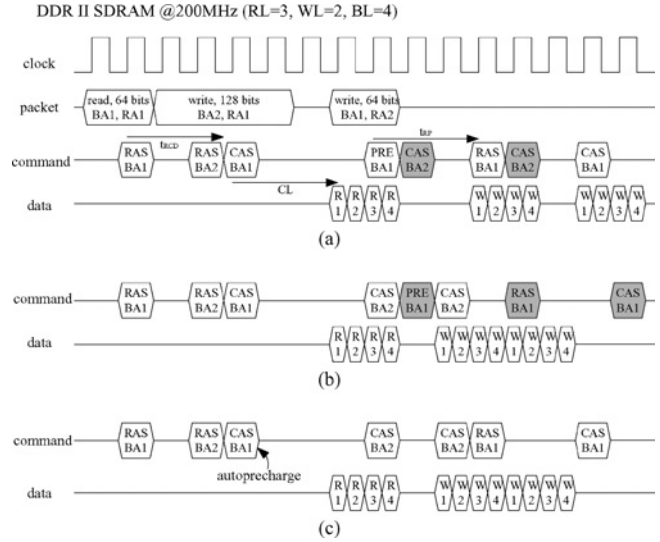 DDR II SDRAM @200MHz (RL=3, WL=2, BL=4)
clock
packet
read, 64 bits
BA1, RA1
write, 128 bits
BA2, RA1
write, 64 bits
BA1, RA2
tRCD
tRP
command
RAS
BA1
RAS
BA2
CAS
BA1
PRE
BA1
CAS
BA2
RAS
BA1
CAS
BA2
CAS
BA1
CL
data
R R R R W W W W W W W W
1 2 3 4 1 2 3 4 1 2 3 4
(a)
command
RAS
BA1
RAS
BA2
CAS
BA1
CAS
BA2
PRE
BA1
CAS
BA2
RAS
BA1
CAS
BA1
data
R R R R W W W W W W W W
1 2 3 4 1 2 3 4 1 2 3 4
(b)
command
RAS
BA1
RAS
BA2
CAS
BA1
CAS
BA2
CAS
BA2
RAS
BA1
CAS
BA1
autoprecharge
data
R R R R W W W W W W W W
1 2 3 4 1 2 3 4 1 2 3 4
(c)